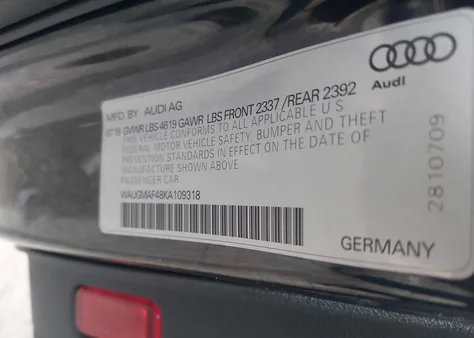 MFD. BY AUDI AG
07-19 GVWR LBS 4619 GAWR LBS FRONT 2337 / REAR 2392
THIS VEHICLE CONFORMS TO ALL APPLICABLE U S
FEDERAL MOTOR VEHICLE SAFETY, BUMPER AND THEFT
PREVENTION STANDARDS IN EFFECT ON THE DATE OF
MANUFACTURE SHOWN ABOVE
PASSENGER CAR
WAUGMAF48KA109318
Audi
2810709
GERMANY